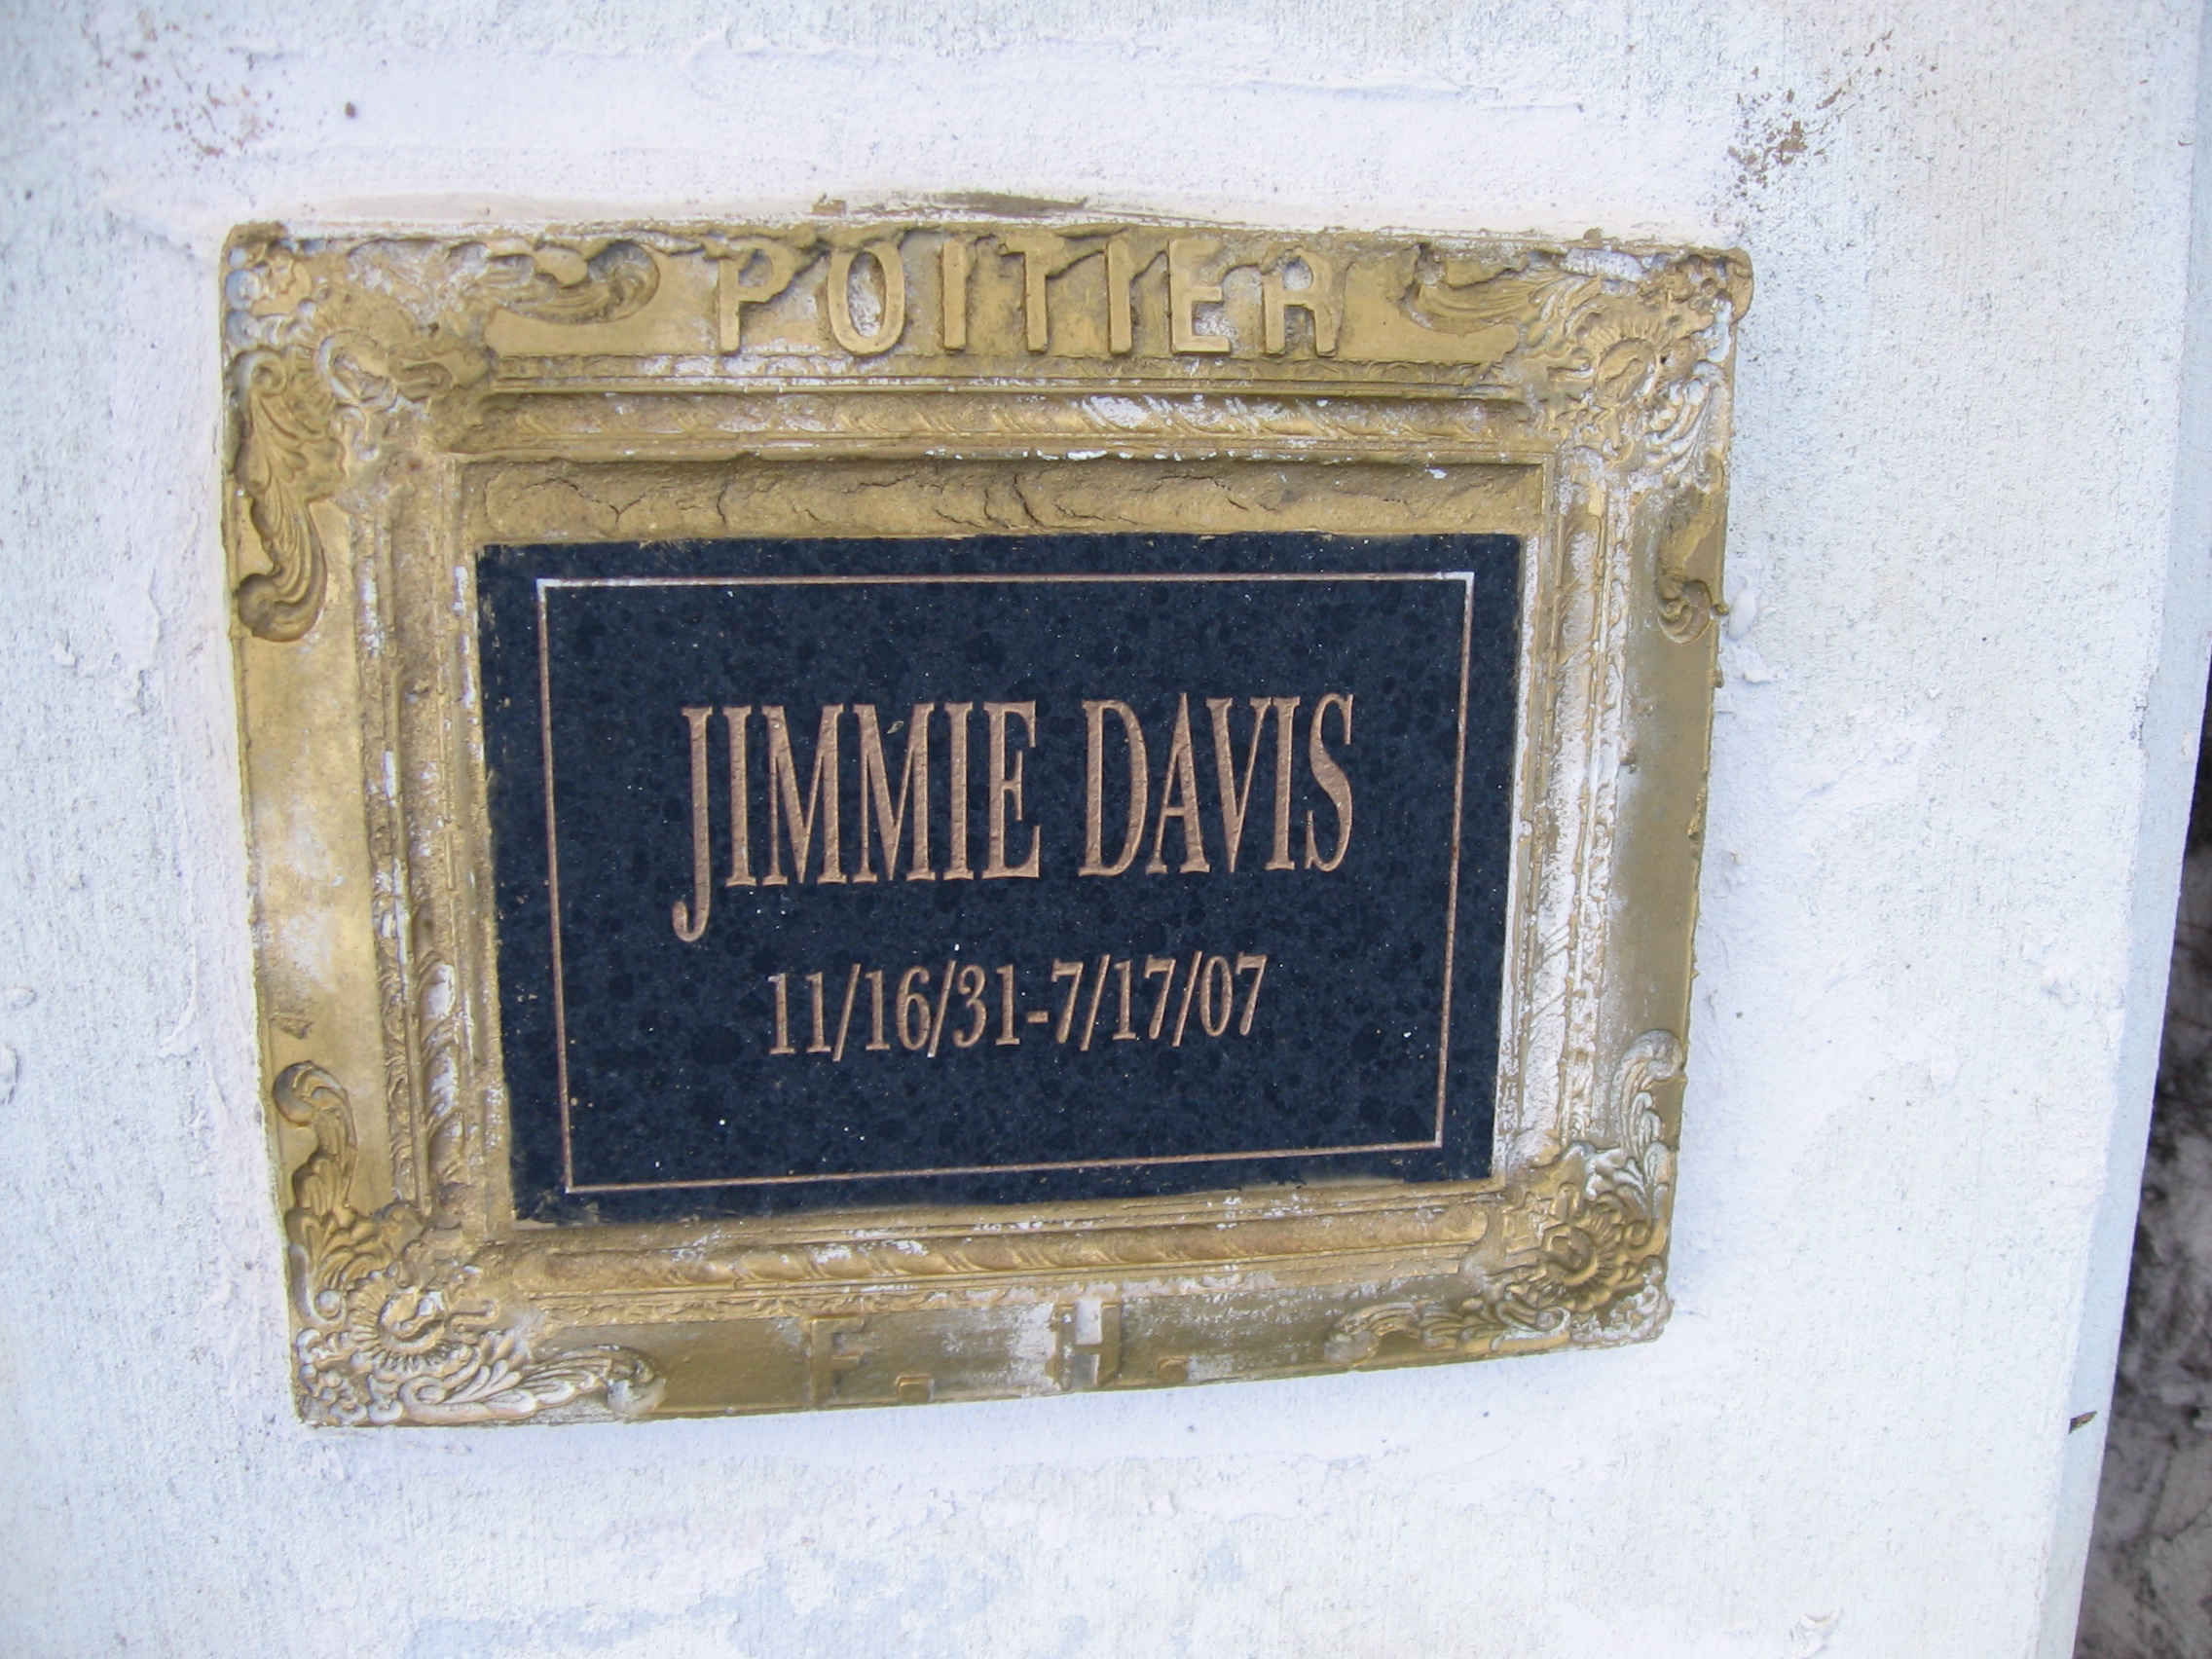 POITIER
JIMMIE DAVIS
11/16/31-7/17/07
F. H.